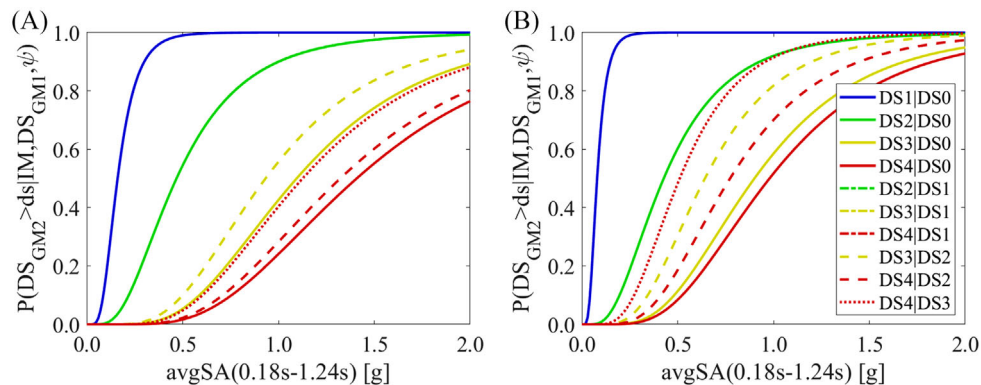 (A)
P(DS_GM2>ds|IM,DS_GM1,ψ)
1.0
0.8
0.6
0.4
0.2
0.0
0.0 0.5 1.0 1.5 2.0
avgSA(0.18s-1.24s) [g]
(B)
P(DS_GM2>ds|IM,DS_GM1,ψ)
1.0
0.8
0.6
0.4
0.2
0.0
DS1|DS0
DS2|DS0
DS3|DS0
DS4|DS0
DS2|DS1
DS3|DS1
DS4|DS1
DS3|DS2
DS4|DS2
DS4|DS3
0.0 0.5 1.0 1.5 2.0
avgSA(0.18s-1.24s) [g]